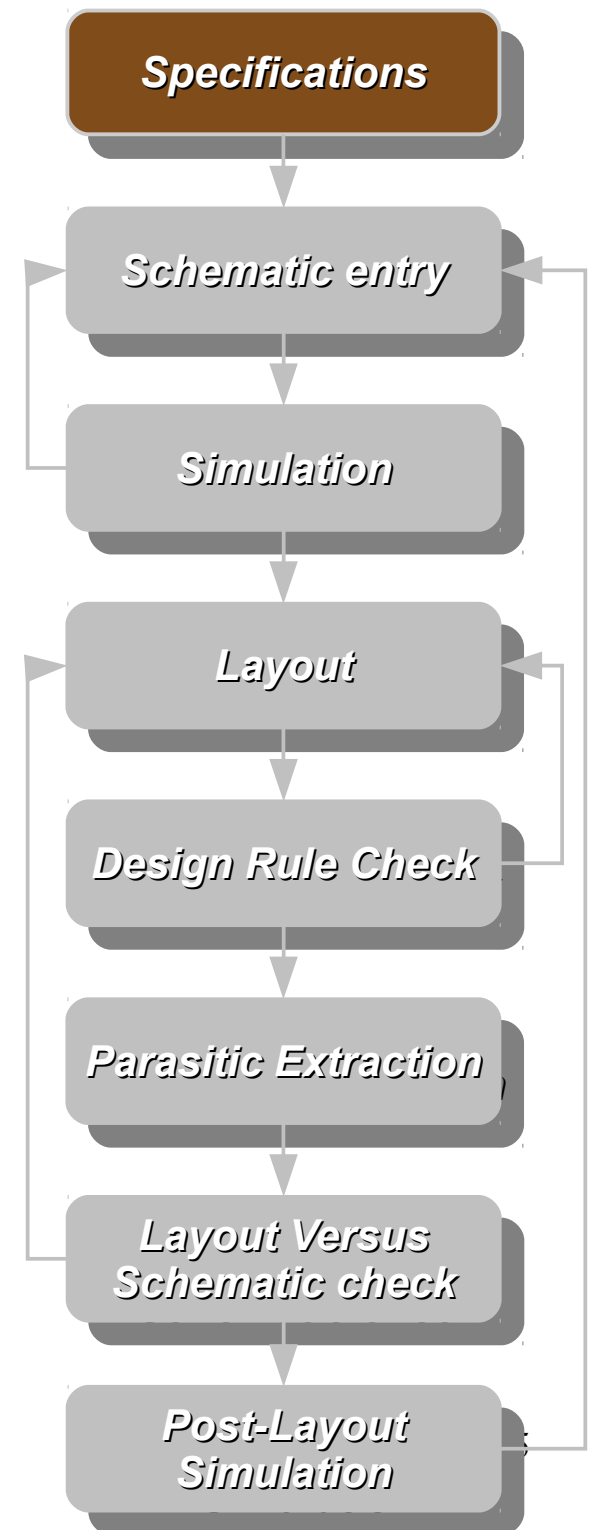 Specifications
Schematic entry
Simulation
Layout
Design Rule Check
Parasitic Extraction
Layout Versus
Schematic check
Post-Layout
Simulation